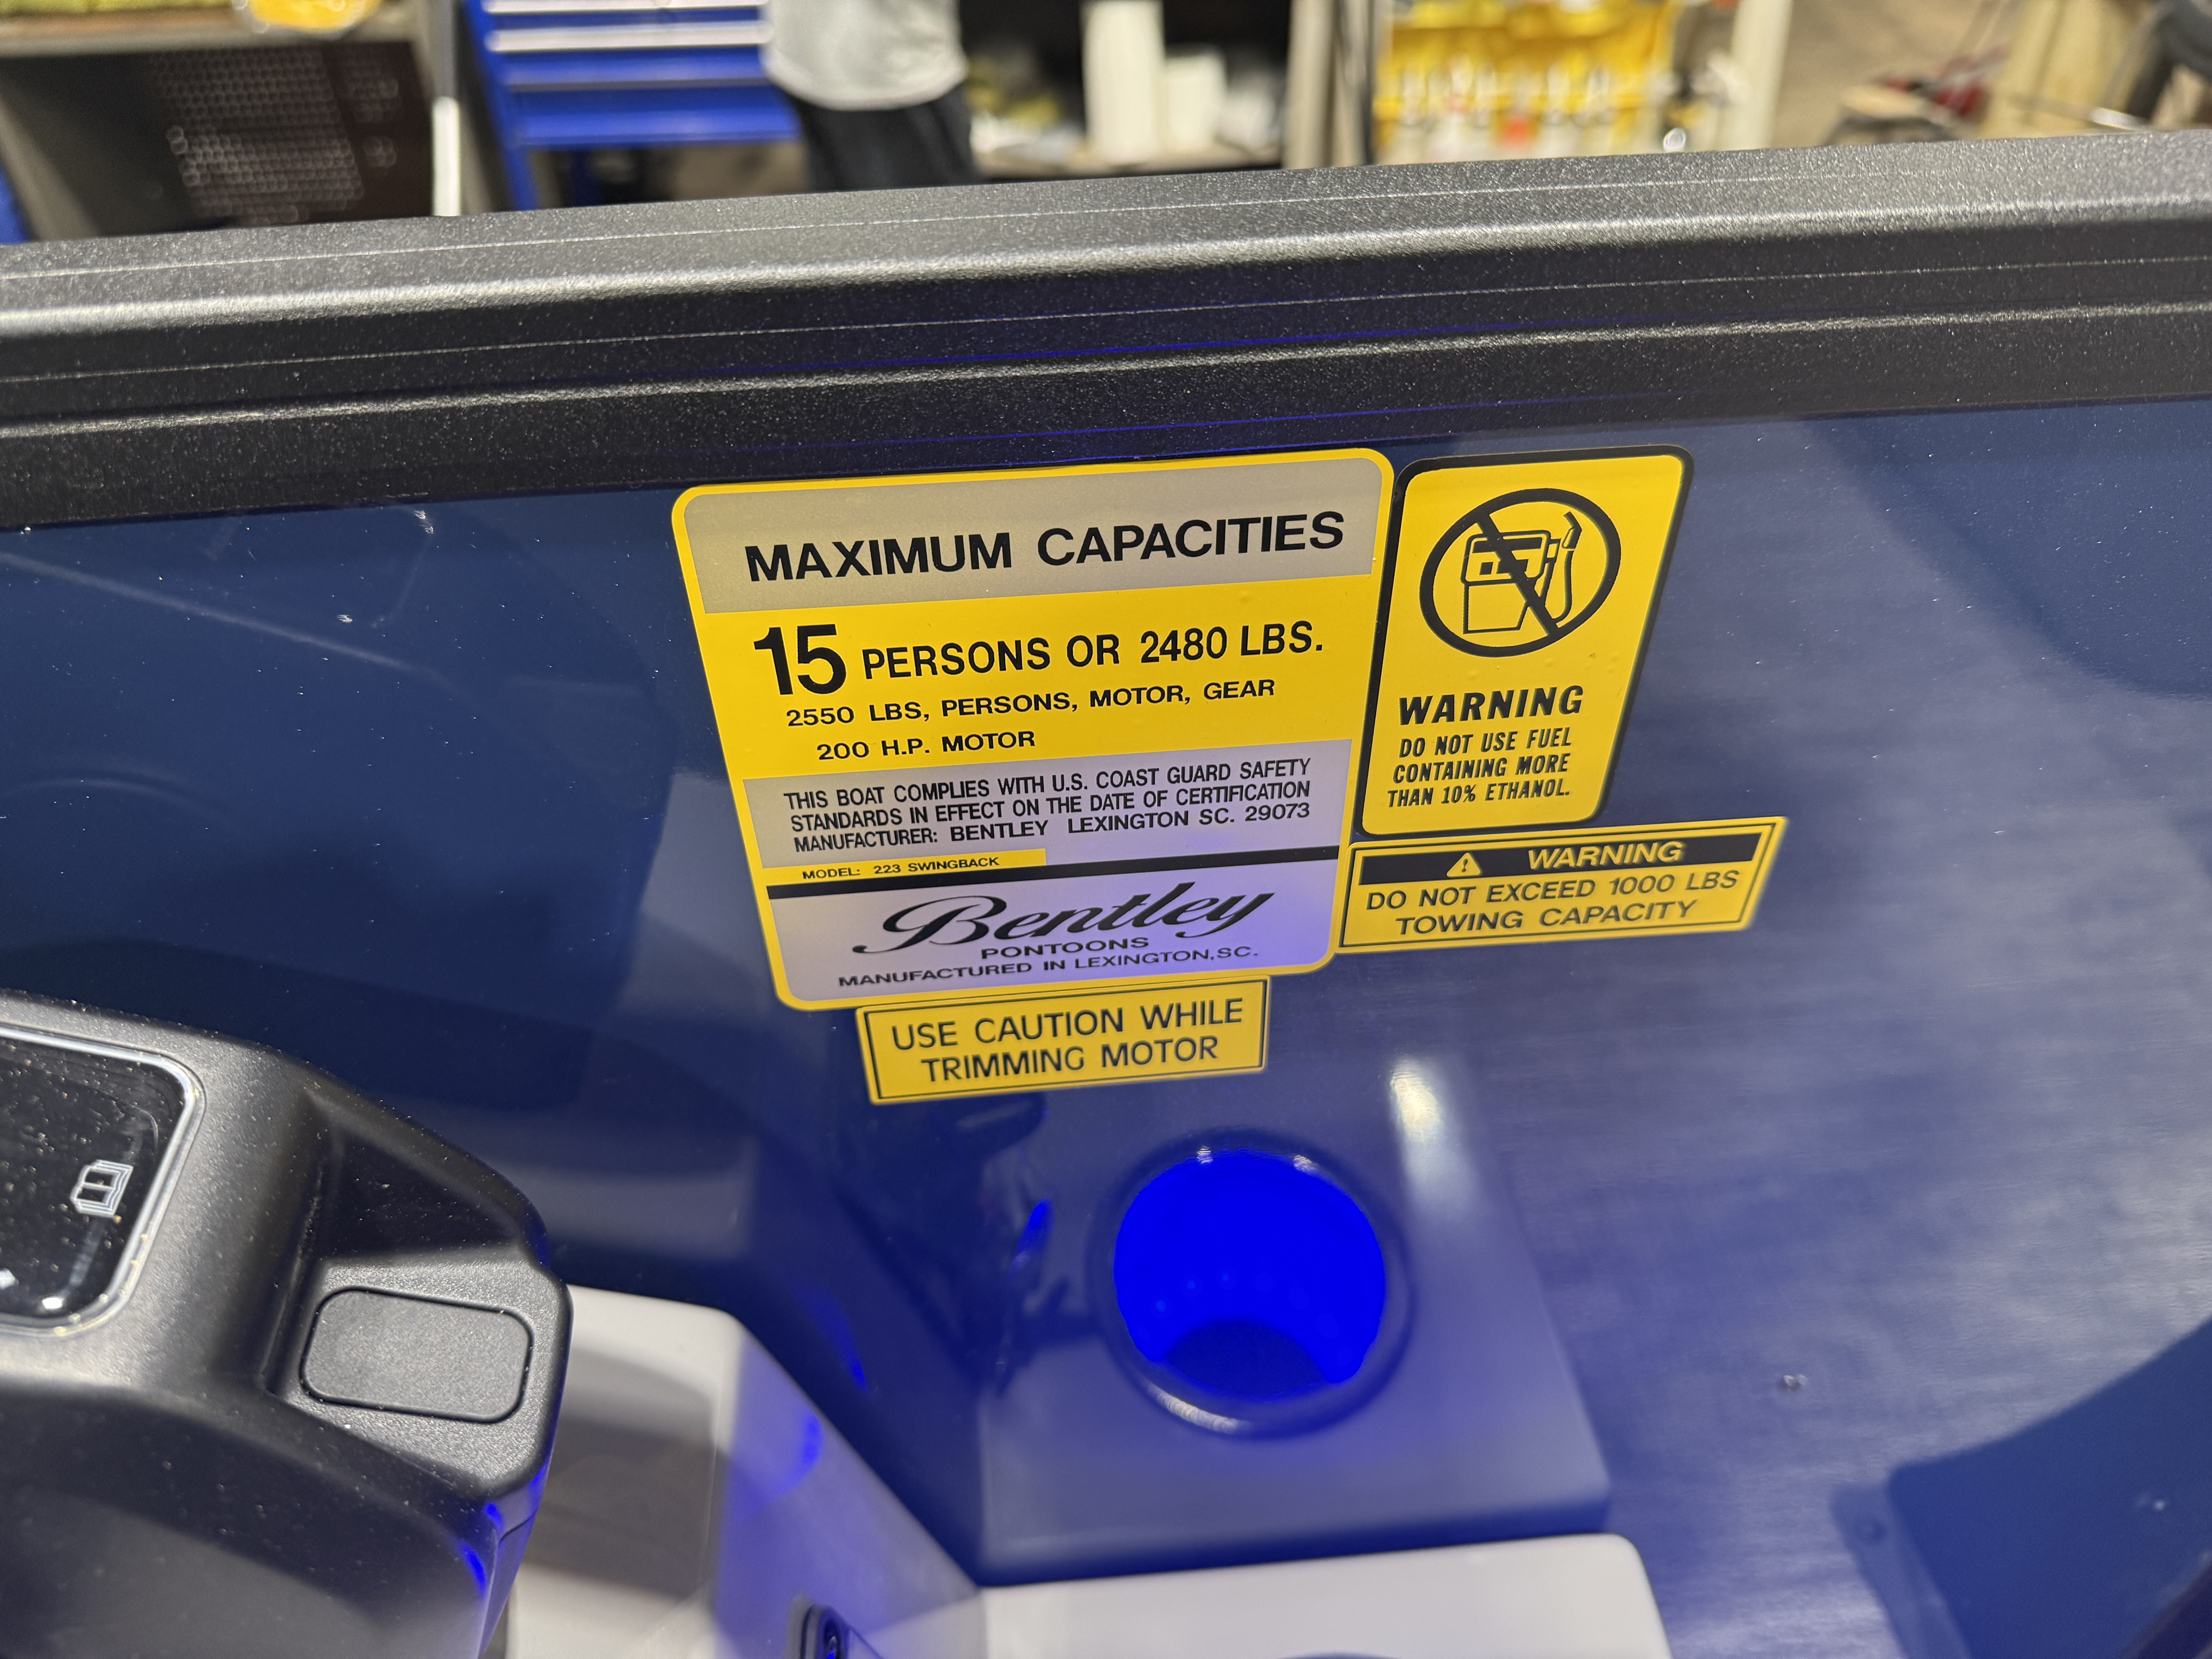 MAXIMUM CAPACITIES
15 PERSONS OR 2480 LBS.
2550 LBS, PERSONS, MOTOR, GEAR
200 H.P. MOTOR
THIS BOAT COMPLIES WITH U.S. COAST GUARD SAFETY
STANDARDS IN EFFECT ON THE DATE OF CERTIFICATION
MANUFACTURER: BENTLEY LEXINGTON SC. 29073
MODEL: 223 SWINGBACK
Bentley
PONTOONS
MANUFACTURED IN LEXINGTON, SC.
WARNING
DO NOT USE FUEL
CONTAINING MORE
THAN 10% ETHANOL.
WARNING
DO NOT EXCEED 1000 LBS
TOWING CAPACITY
USE CAUTION WHILE
TRIMMING MOTOR